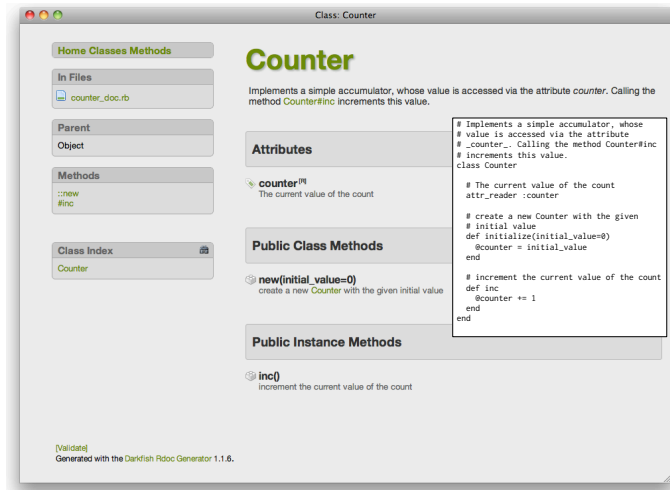 Class: Counter
Home Classes Methods
In Files
counter_doc.rb
Parent
Object
Methods
::new
#inc
Class Index
Counter
Counter
Implements a simple accumulator, whose value is accessed via the attribute counter. Calling the
method Counter#inc increments this value.
Attributes
counter [R]
The current value of the count
Public Class Methods
new(initial_value=0)
create a new Counter with the given initial value
Public Instance Methods
inc()
increment the current value of the count
# Implements a simple accumulator, whose
# value is accessed via the attribute
# _counter_. Calling the method Counter#inc
# increments this value.
class Counter
# The current value of the count
attr_reader :counter
# create a new Counter with the given
# initial value
def initialize(initial_value=0)
@counter = initial_value
end
# increment the current value of the count
def inc
@counter += 1
end
end
[Validate]
Generated with the Darkfish Rdoc Generator 1.1.6.